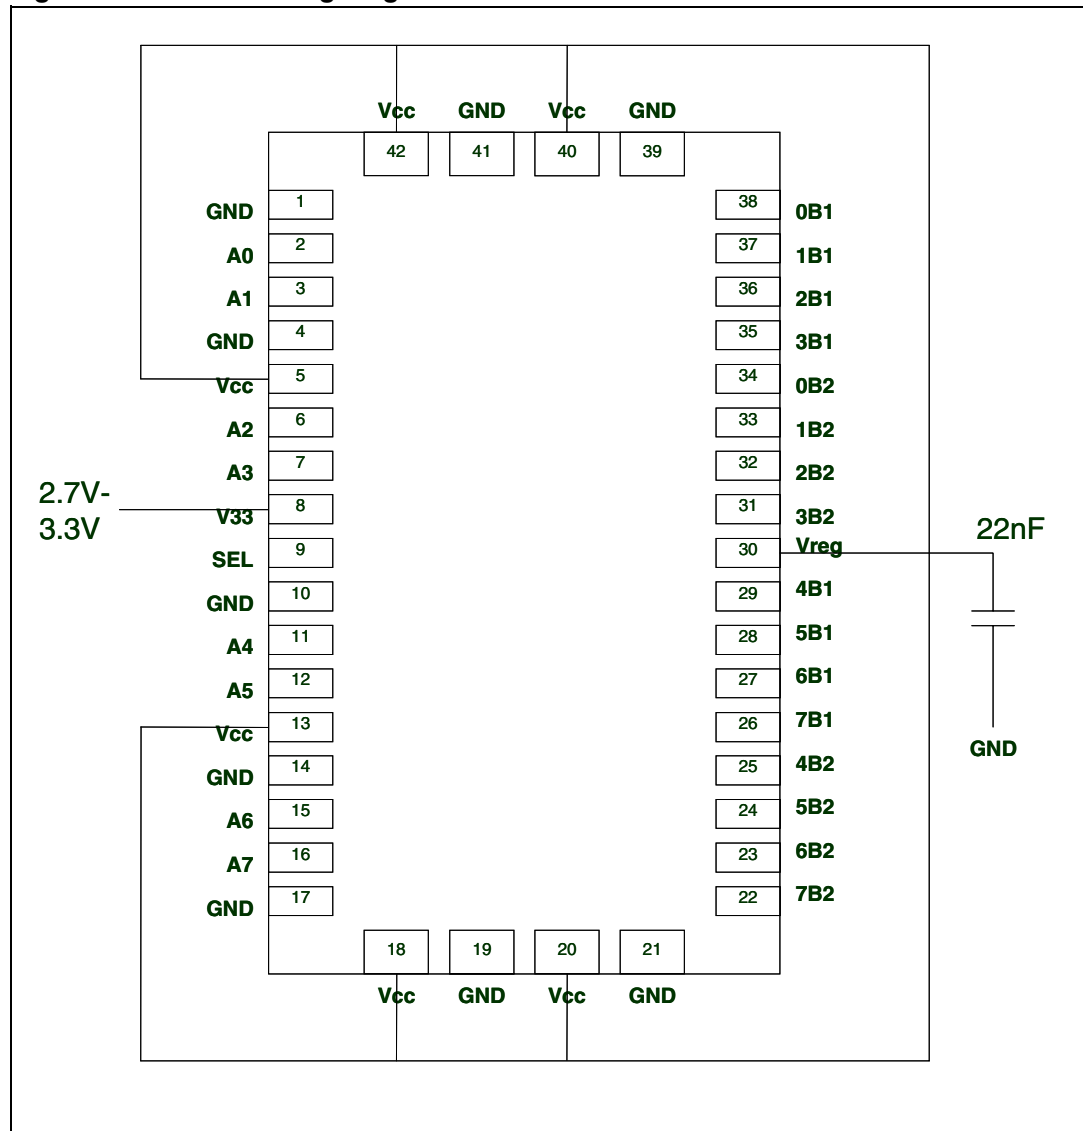 Vcc GND Vcc GND
42 41 40 39
GND 1 38 0B1
A0 2 37 1B1
A1 3 36 2B1
GND 4 35 3B1
Vcc 5 34 0B2
A2 6 33 1B2
A3 7 32 2B2
2.7V-
3.3V
V33 8 31 3B2
SEL 9 30 Vreg
22nF
GND 10 29 4B1
A4 11 28 5B1
A5 12 27 6B1
Vcc 13 26 7B1
GND
GND 14 25 4B2
A6 15 24 5B2
A7 16 23 6B2
GND 17 22 7B2
18 19 20 21
Vcc GND Vcc GND